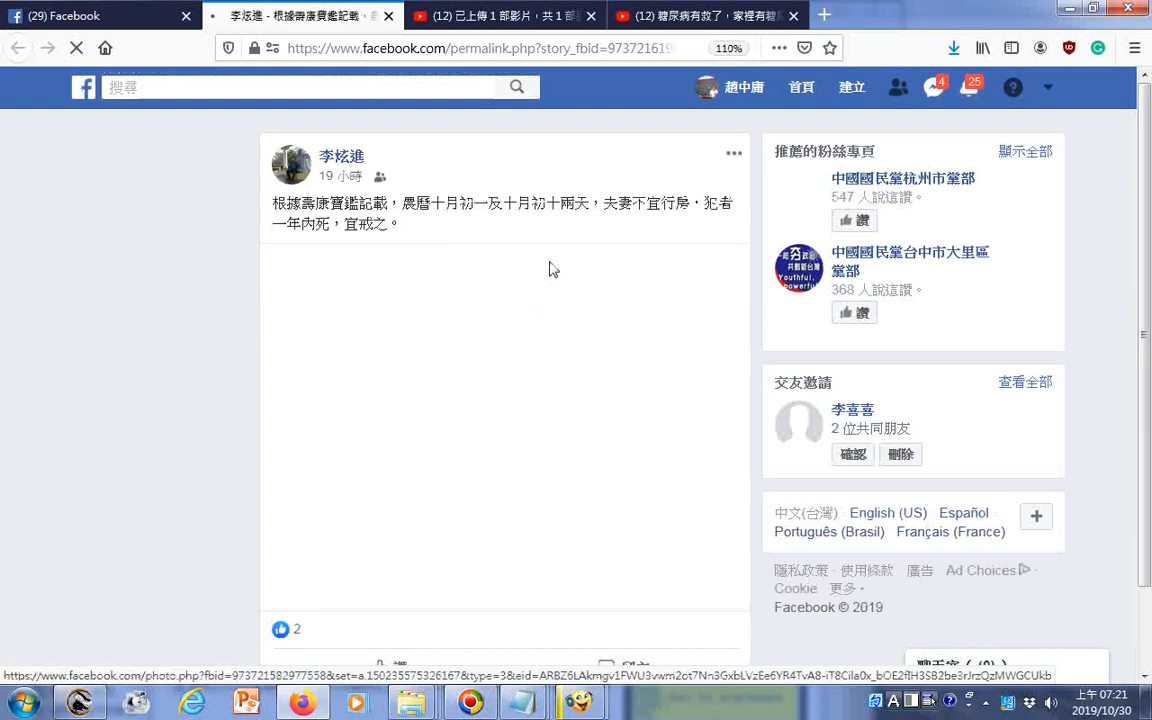 (29) Facebook
李炫進 - 根據壽康寶鑑記載，
(12) 已上傳 1 部影片，共 1 部
(12) 糖尿病有救了，家裡有糖
https://www.facebook.com/permalink.php?story_fbid=97372161
110%
搜尋
趙中庸
首頁
建立
4
25
李炫進
19 小時
根據壽康寶鑑記載，農曆十月初一及十月初十兩天，夫妻不宜行房，犯者
一年內死，宜戒之。
2
推薦的粉絲專頁
顯示全部
中國國民黨杭州市黨部
547 人說這讚。
讚
中國國民黨台中市大里區
黨部
368 人說這讚。
讚
Youthful,
powerful
交友邀請
查看全部
李喜喜
2 位共同朋友
確認
刪除
中文(台灣) · English (US) · Español ·
Português (Brasil) · Français (France)
隱私政策 · 使用條款 · 廣告 · Ad Choices ·
Cookie · 更多 ·
Facebook © 2019
上午 07:21
2019/10/30